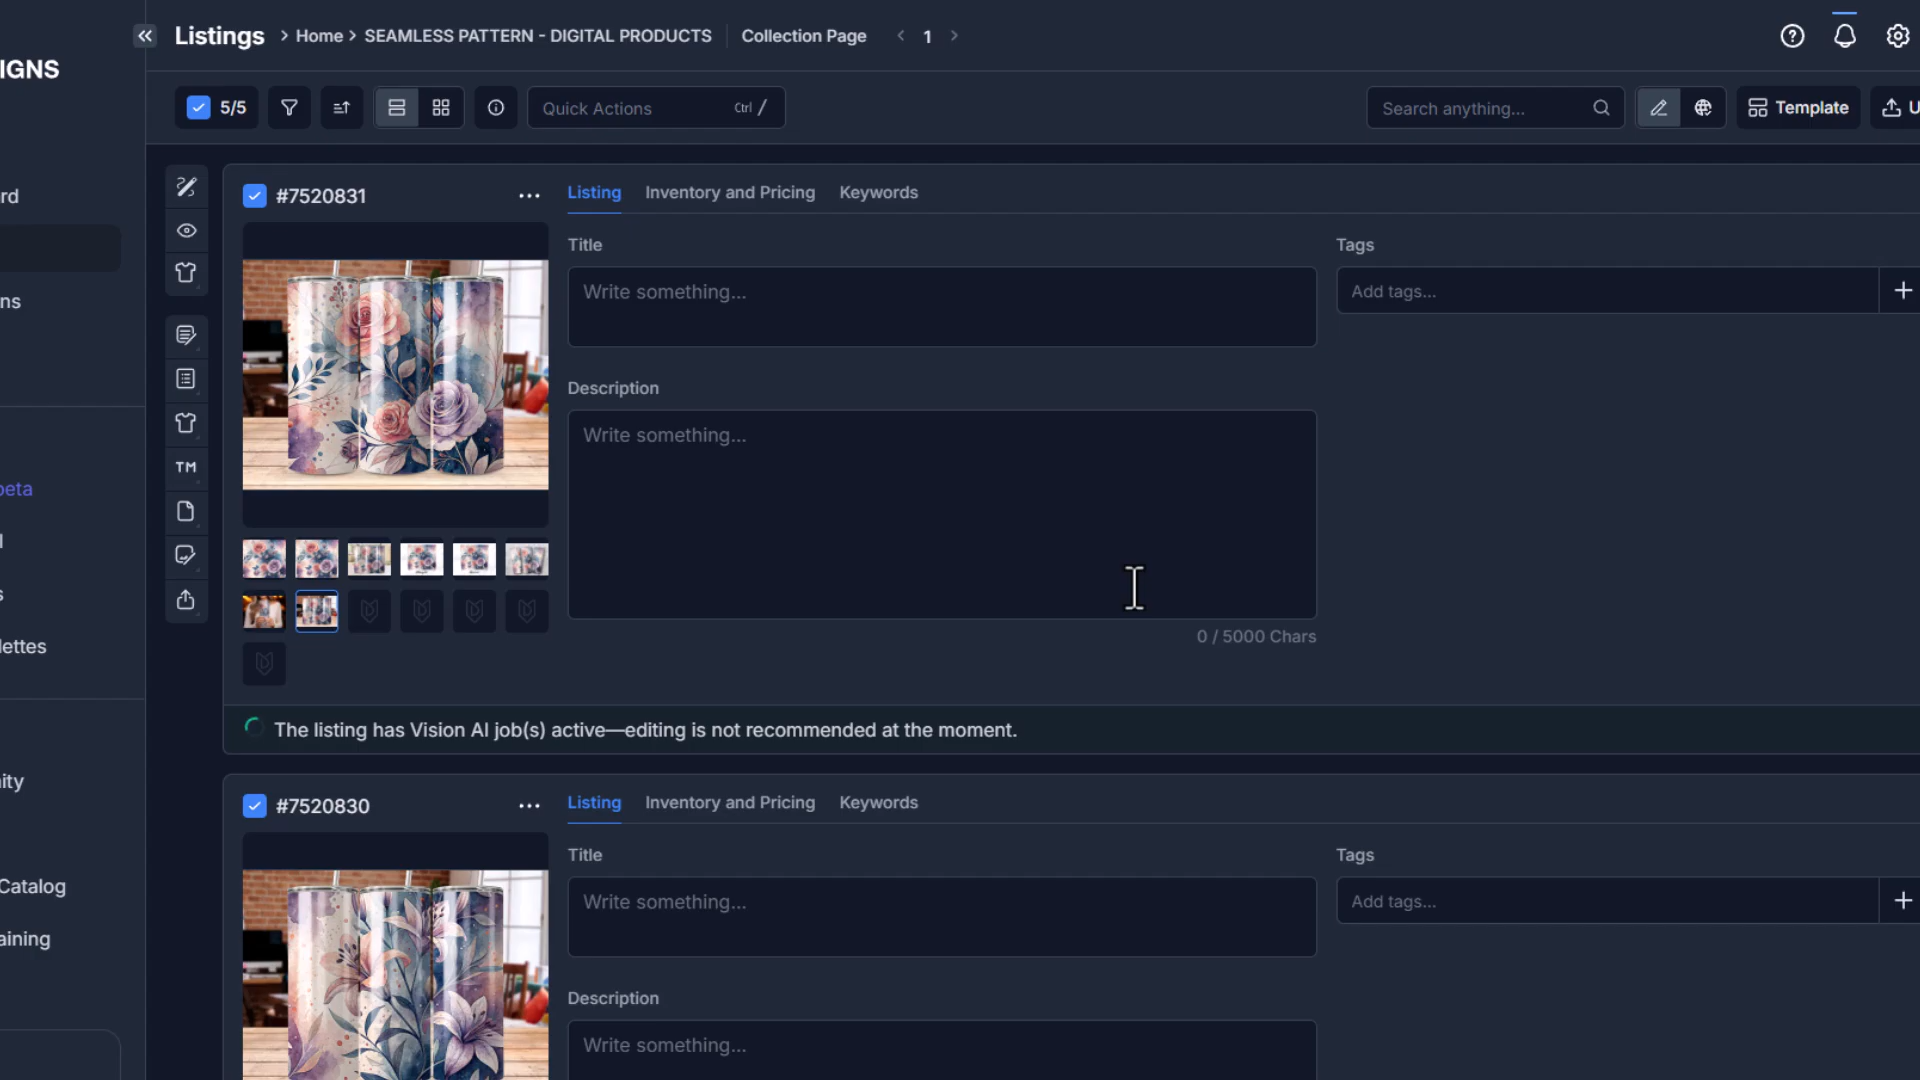 Listings > Home > SEAMLESS PATTERN - DIGITAL PRODUCTS Collection Page < 1 >
IGNS
5/5 Quick Actions Ctrl / Search anything... Template U
rd
ns
beta
l
s
lettes
ity
Catalog
aining
TM
#7520831 ...
Listing Inventory and Pricing Keywords
Title
Write something...
Tags
Add tags...
Description
Write something...
0 / 5000 Chars
The listing has Vision AI job(s) active—editing is not recommended at the moment.
#7520830 ...
Listing Inventory and Pricing Keywords
Title
Write something...
Tags
Add tags...
Description
Write something...